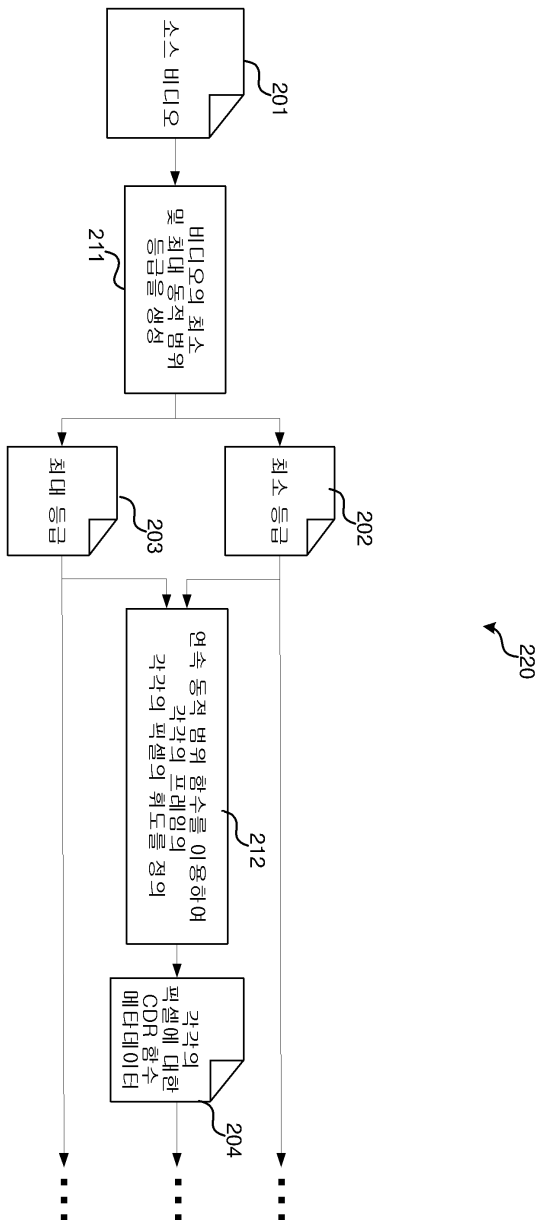 220
소스 비디오
201
비디오의 최소
및 최대 동적 범위
등급을 생성
211
최소 등급
202
최대 등급
203
연속 동적 범위 함수를 이용하여
각각의 프레임의
각각의 픽셀의 휘도를 정의
212
각각의
픽셀에 대한
CDR 함수
메타데이터
204